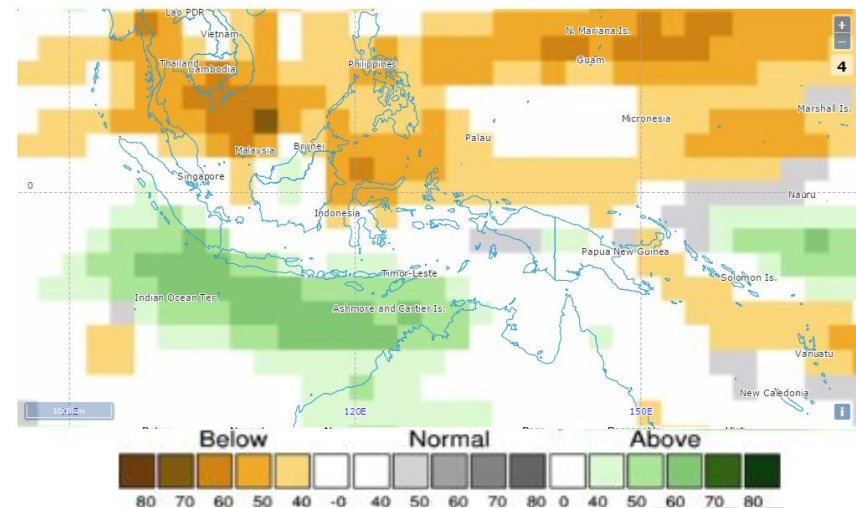 Lao PDR
Vietnam
N. Mariana Is.
+
−
Thailand
Cambodia
Philippines
Guam
4
Marshall Is.
Micronesia
Palau
Malaysia
Brunei
Singapore
0
Nauru
Indonesia
Papua New Guinea
Timor-Leste
Solomon Is.
Indian Ocean Ter.
Ashmore and Cartier Is.
Vanuatu
New Caledonia
120E
150E
i
Below Normal Above
80 70 60 50 40 -0 40 50 60 70 80 0 40 50 60 70 80